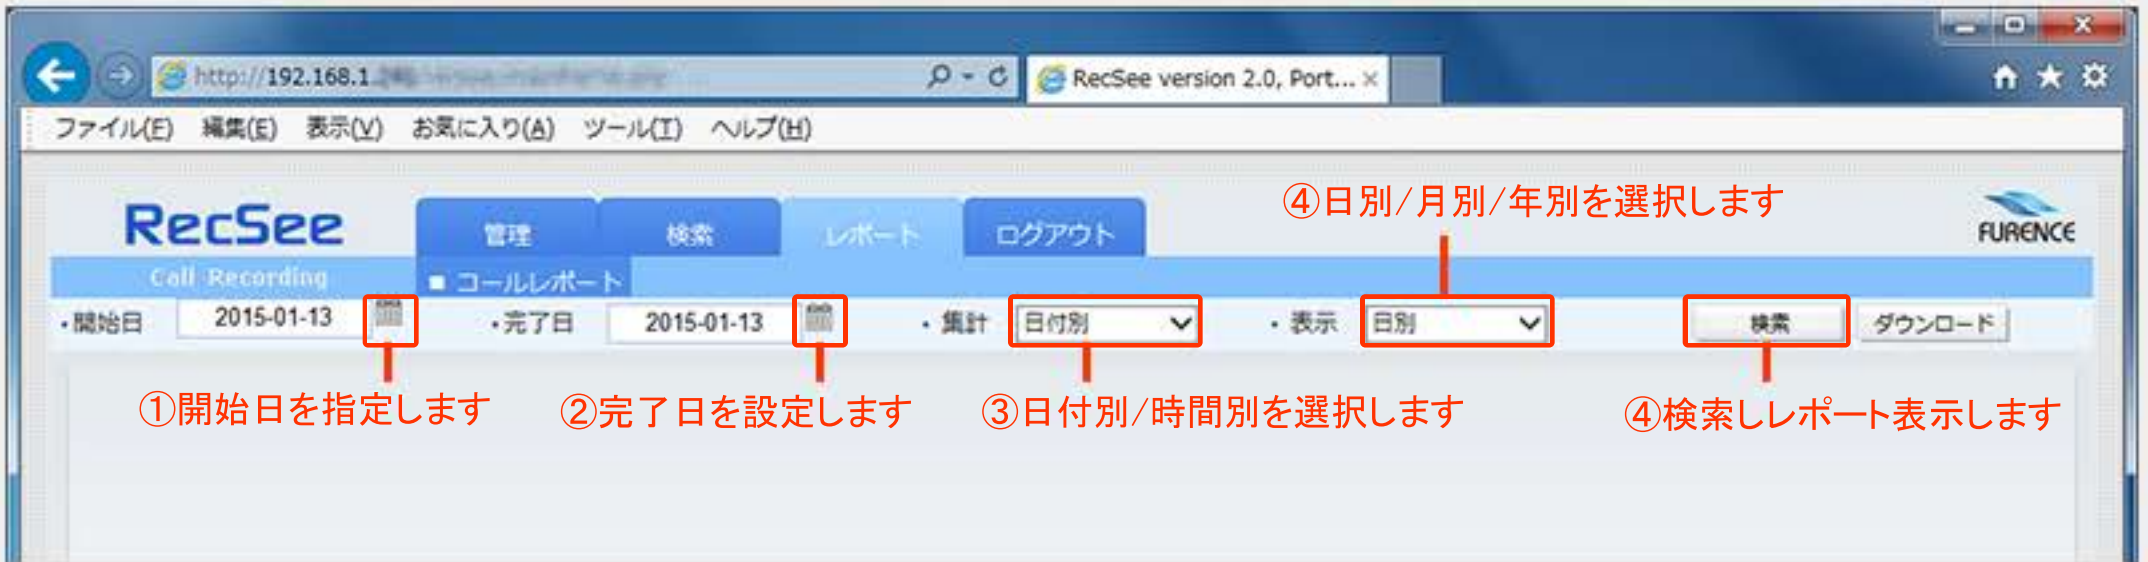 http://192.168.1
RecSee version 2.0, Port... ×
ファイル(F) 編集(E) 表示(V) お気に入り(A) ツール(T) ヘルプ(H)
④日別/月別/年別を選択します
RecSee
管理 検索 レポート ログアウト
FURENCE
Call Recording
■ コールレポート
・開始日 2015-01-13 ・完了日 2015-01-13 ・集計 日付別 ・表示 日別 検索 ダウンロード
①開始日を指定します ②完了日を設定します ③日付別/時間別を選択します ④検索しレポート表示します